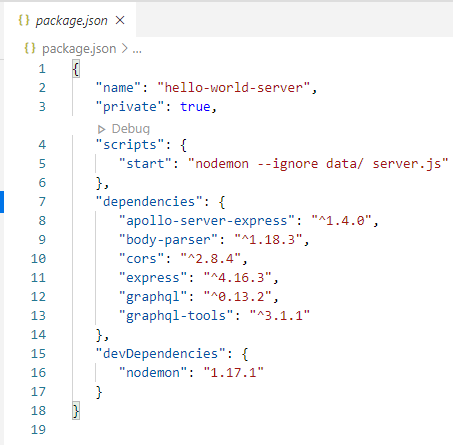 { } package.json ×
{ } package.json > ...
1 {
2 "name": "hello-world-server",
3 "private": true,
▷ Debug
4 "scripts": {
5 "start": "nodemon --ignore data/ server.js"
6 },
7 "dependencies": {
8 "apollo-server-express": "^1.4.0",
9 "body-parser": "^1.18.3",
10 "cors": "^2.8.4",
11 "express": "^4.16.3",
12 "graphql": "^0.13.2",
13 "graphql-tools": "^3.1.1"
14 },
15 "devDependencies": {
16 "nodemon": "1.17.1"
17 }
18 }
19